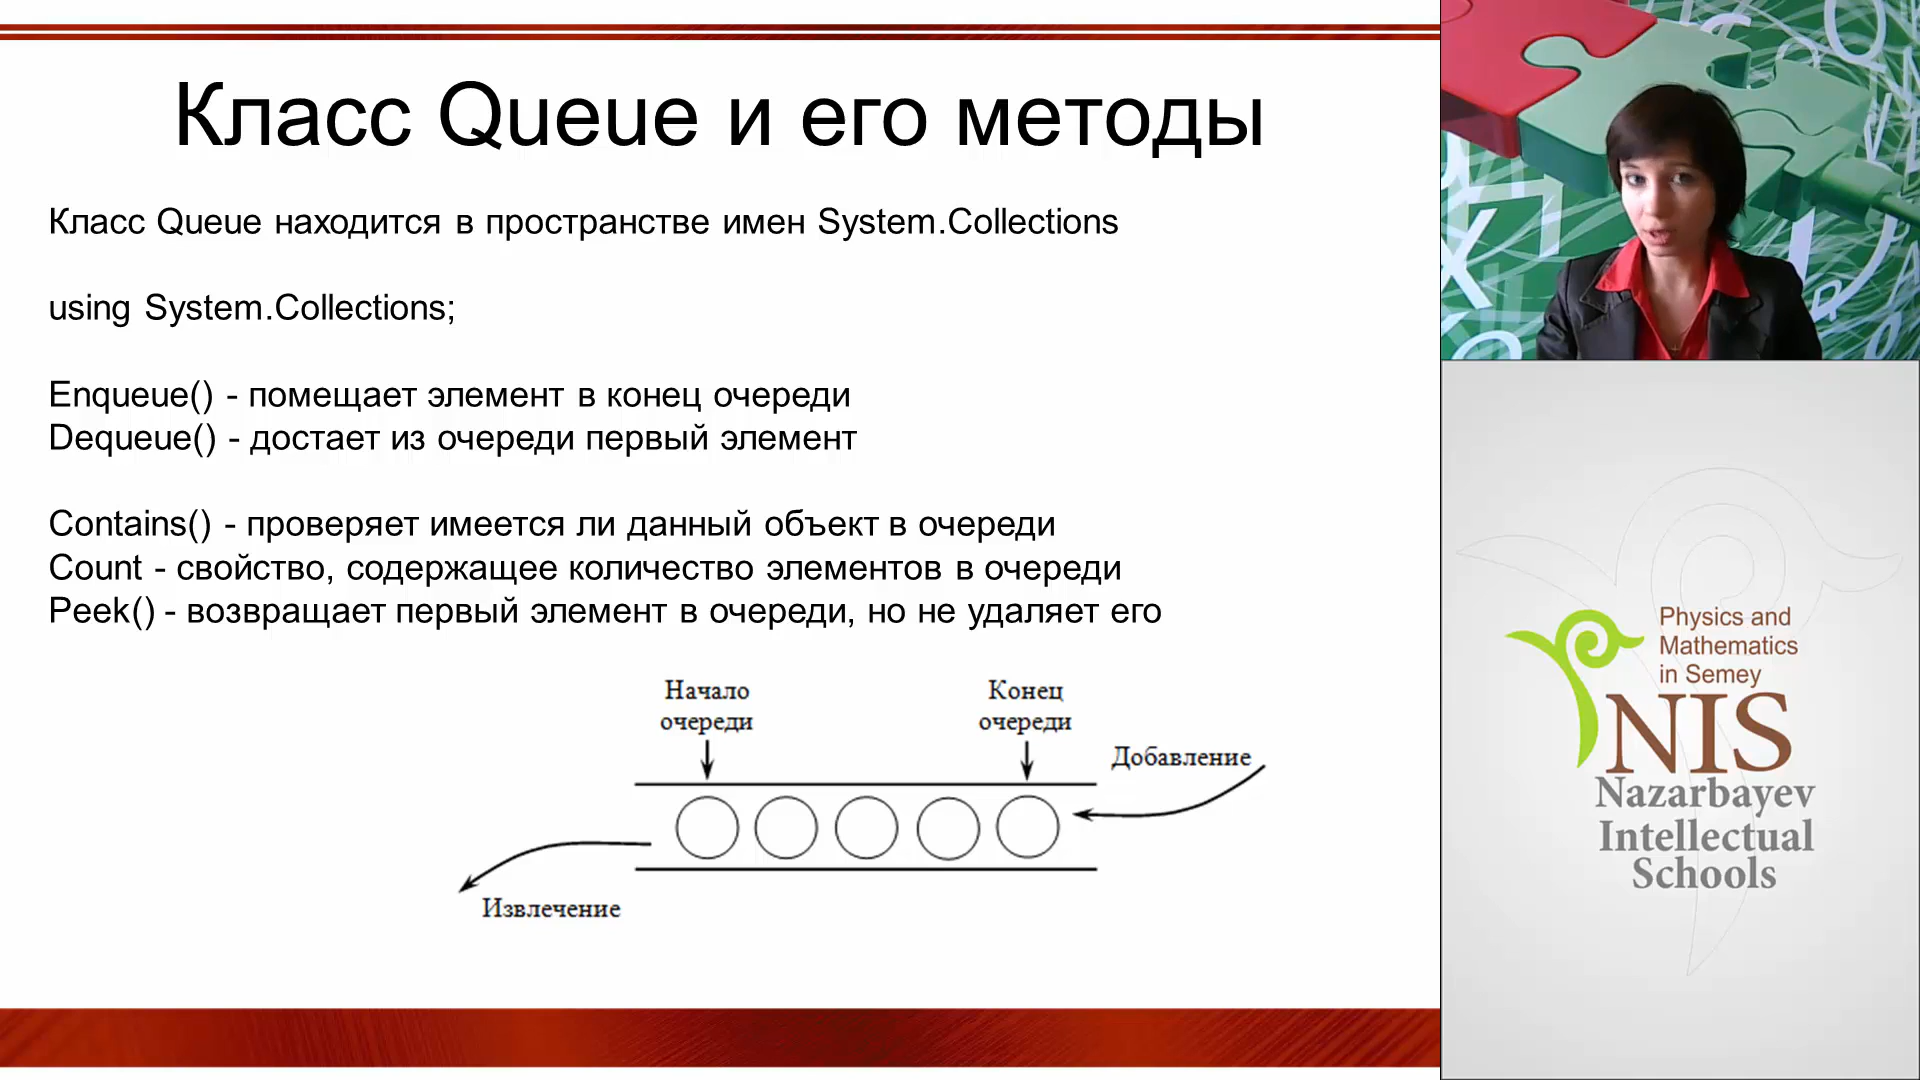 Класс Queue и его методы
Класс Queue находится в пространстве имен System.Collections
using System.Collections;
Enqueue() - помещает элемент в конец очереди
Dequeue() - достает из очереди первый элемент
Contains() - проверяет имеется ли данный объект в очереди
Count - свойство, содержащее количество элементов в очереди
Peek() - возвращает первый элемент в очереди, но не удаляет его
Начало
очереди
Конец
очереди
Добавление
Извлечение
Physics and
Mathematics
in Semey
NIS
Nazarbayev
Intellectual
Schools